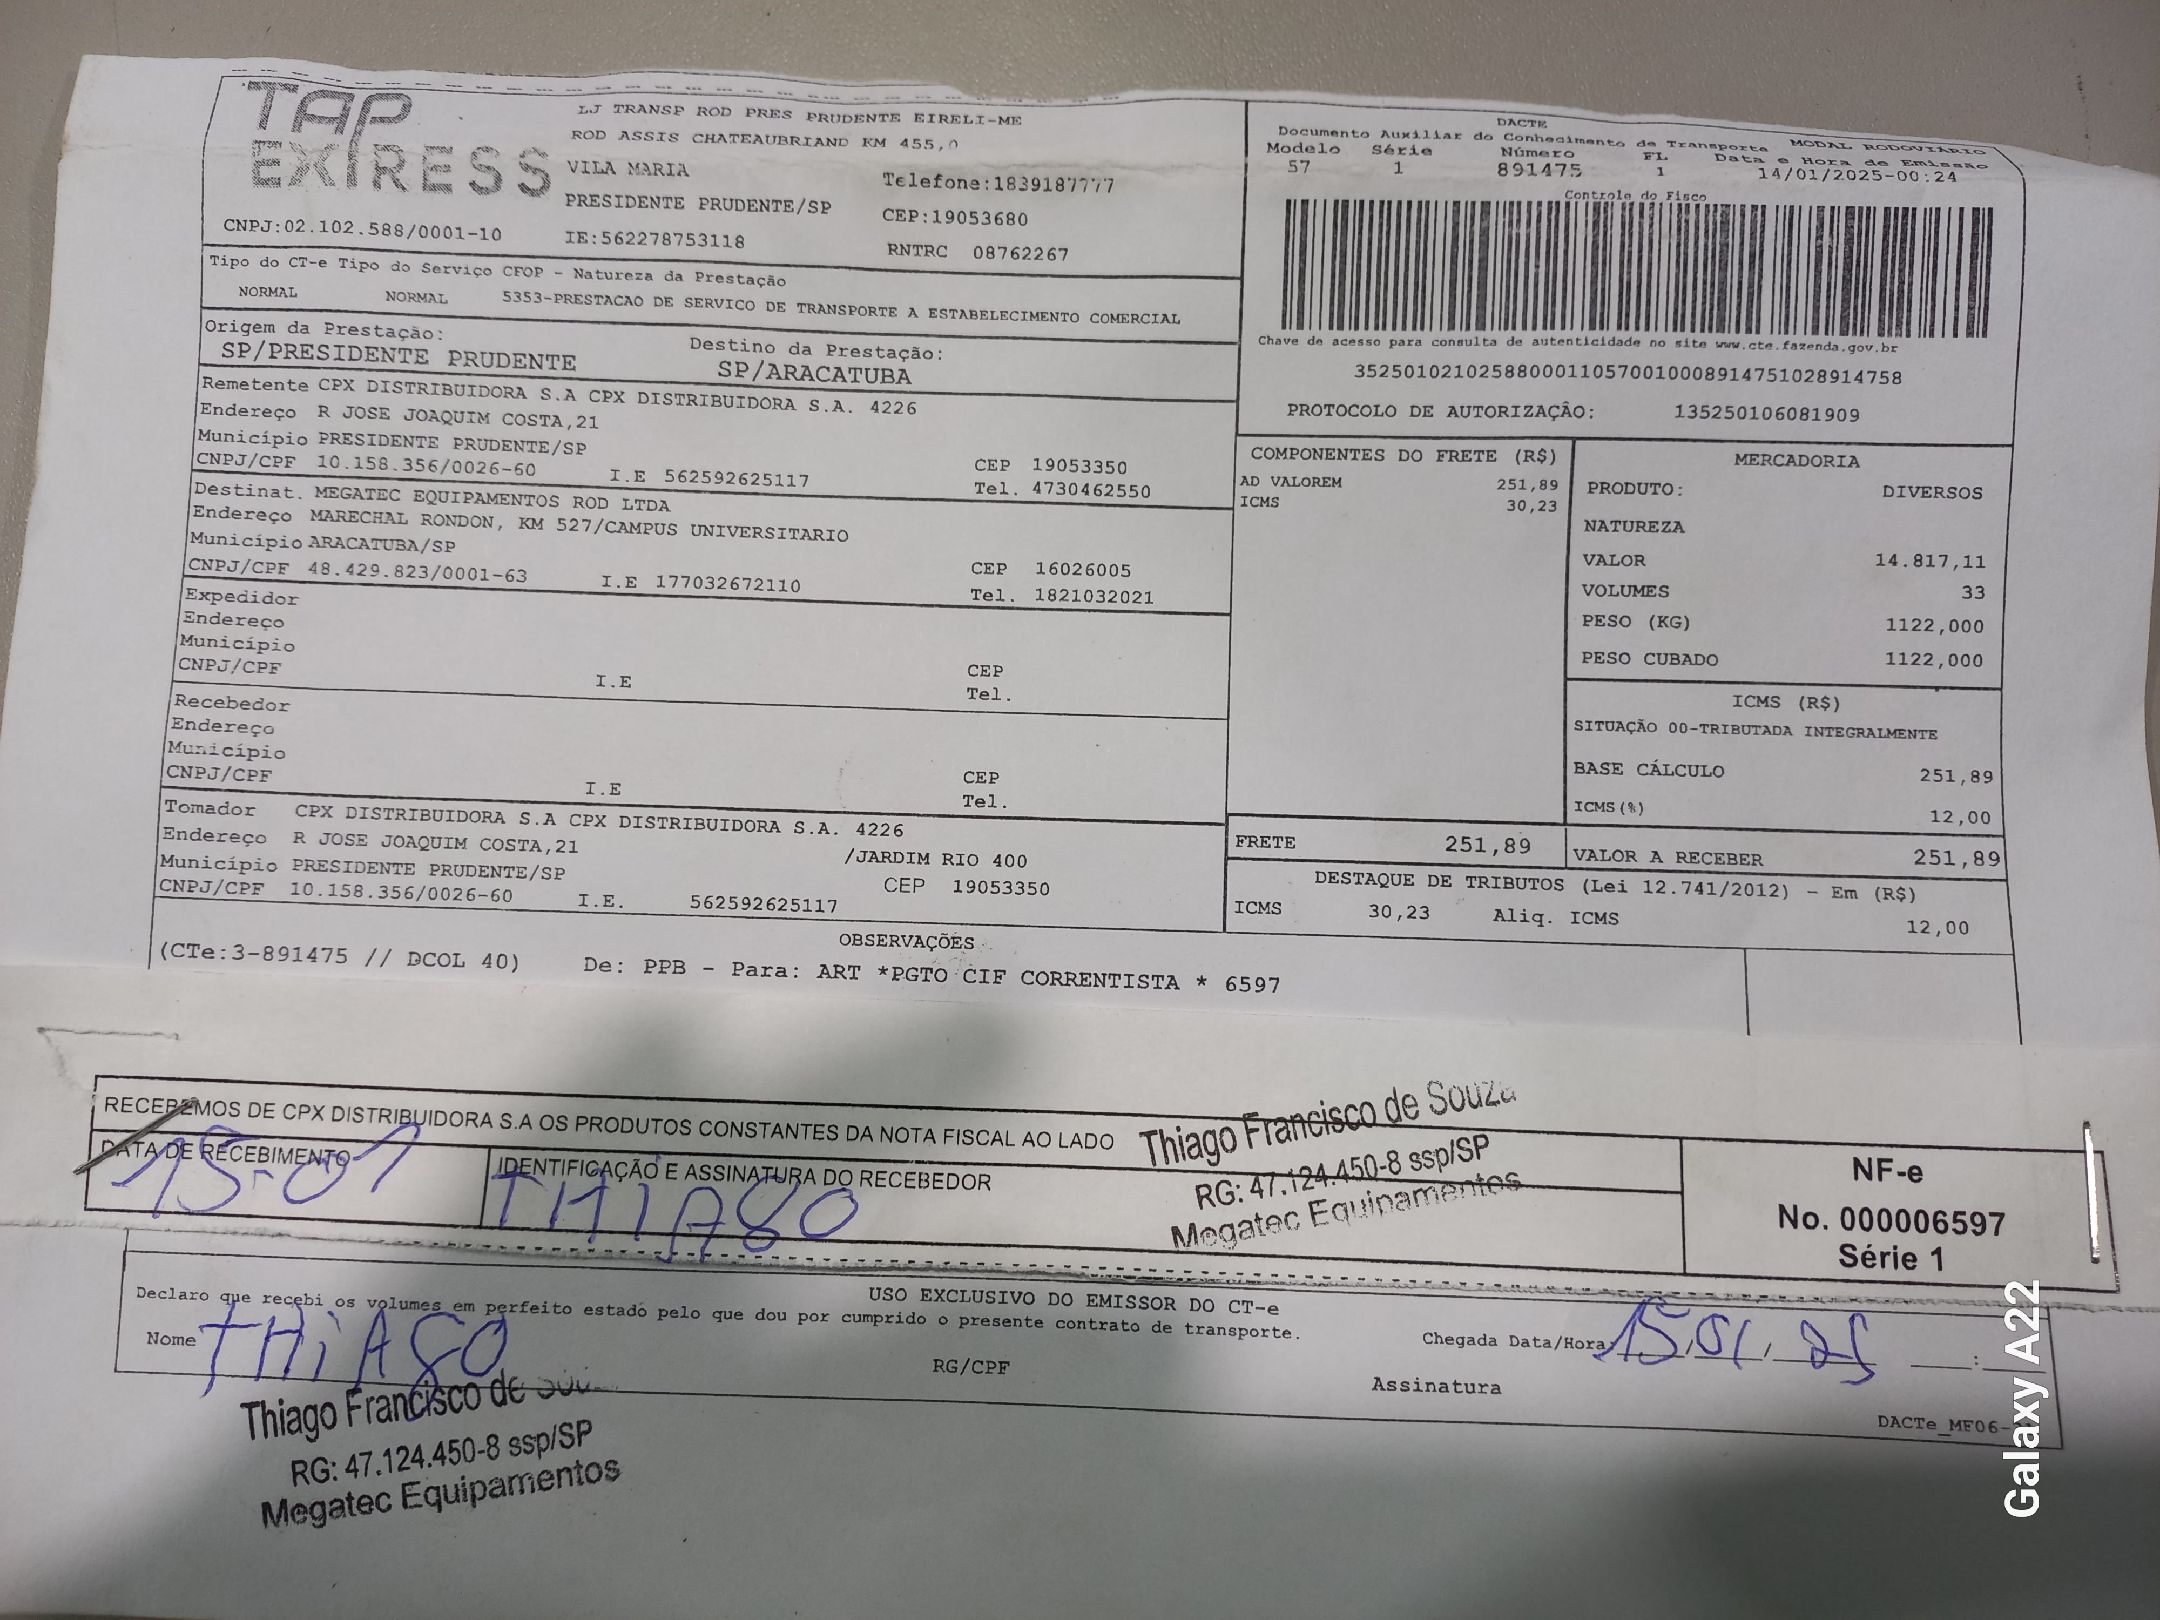 TAP EXPRESS
LJ TRANSP ROD PRES PRUDENTE EIRELI-ME
ROD ASSIS CHATEAUBRIAND KM 455,0
VILA MARIA Telefone:1839187777
PRESIDENTE PRUDENTE/SP CEP:19053680
CNPJ:02.102.588/0001-10 IE:562278753118 RNTRC 08762267
DACTE
Documento Auxiliar do Conhecimento de Transporte MODAL RODOVIÁRIO
Modelo Série Número FL Data e Hora de Emissão
57 1 891475 1 14/01/2025-00:24
Controle do Fisco
Chave de acesso para consulta de autenticidade no site www.cte.fazenda.gov.br
35250102102588000110570010008914751028914758
PROTOCOLO DE AUTORIZAÇÃO: 135250106081909
Tipo do CT-e Tipo do Serviço CFOP - Natureza da Prestação
NORMAL NORMAL 5353-PRESTACAO DE SERVICO DE TRANSPORTE A ESTABELECIMENTO COMERCIAL
Origem da Prestação: Destino da Prestação:
SP/PRESIDENTE PRUDENTE SP/ARACATUBA
Remetente CPX DISTRIBUIDORA S.A CPX DISTRIBUIDORA S.A. 4226
Endereço R JOSE JOAQUIM COSTA,21
Município PRESIDENTE PRUDENTE/SP CEP 19053350
CNPJ/CPF 10.158.356/0026-60 I.E 562592625117 Tel. 4730462550
Destinat. MEGATEC EQUIPAMENTOS ROD LTDA
Endereço MARECHAL RONDON, KM 527/CAMPUS UNIVERSITARIO
Município ARACATUBA/SP CEP 16026005
CNPJ/CPF 48.429.823/0001-63 I.E 177032672110 Tel. 1821032021
Expedidor
Endereço
Município CEP
CNPJ/CPF I.E Tel.
Recebedor
Endereço
Município CEP
CNPJ/CPF I.E Tel.
Tomador CPX DISTRIBUIDORA S.A CPX DISTRIBUIDORA S.A. 4226
Endereço R JOSE JOAQUIM COSTA,21 /JARDIM RIO 400
Município PRESIDENTE PRUDENTE/SP CEP 19053350
CNPJ/CPF 10.158.356/0026-60 I.E. 562592625117
COMPONENTES DO FRETE (R$)
AD VALOREM 251,89
ICMS 30,23
FRETE 251,89
MERCADORIA
PRODUTO: DIVERSOS
NATUREZA
VALOR 14.817,11
VOLUMES 33
PESO (KG) 1122,000
PESO CUBADO 1122,000
ICMS (R$)
SITUAÇÃO 00-TRIBUTADA INTEGRALMENTE
BASE CÁLCULO 251,89
ICMS(%) 12,00
VALOR A RECEBER 251,89
DESTAQUE DE TRIBUTOS (Lei 12.741/2012) - Em (R$)
ICMS 30,23 Aliq. ICMS 12,00
OBSERVAÇÕES
(CTe:3-891475 // DCOL 40) De: PPB - Para: ART *PGTO CIF CORRENTISTA * 6597
RECEBEMOS DE CPX DISTRIBUIDORA S.A OS PRODUTOS CONSTANTES DA NOTA FISCAL AO LADO
DATA DE RECEBIMENTO IDENTIFICAÇÃO E ASSINATURA DO RECEBEDOR
15-01 THIAGO
Thiago Francisco de Souza
RG: 47.124.450-8 ssp/SP
Megatec Equipamentos
NF-e
No. 000006597
Série 1
USO EXCLUSIVO DO EMISSOR DO CT-e
Declaro que recebi os volumes em perfeito estado pelo que dou por cumprido o presente contrato de transporte.
Nome THiAGO RG/CPF Chegada Data/Hora 15/01/25 :
Assinatura
Thiago Francisco de
RG: 47.124.450-8 ssp/SP
Megatec Equipamentos
DACTe_MF06-
Galaxy A22